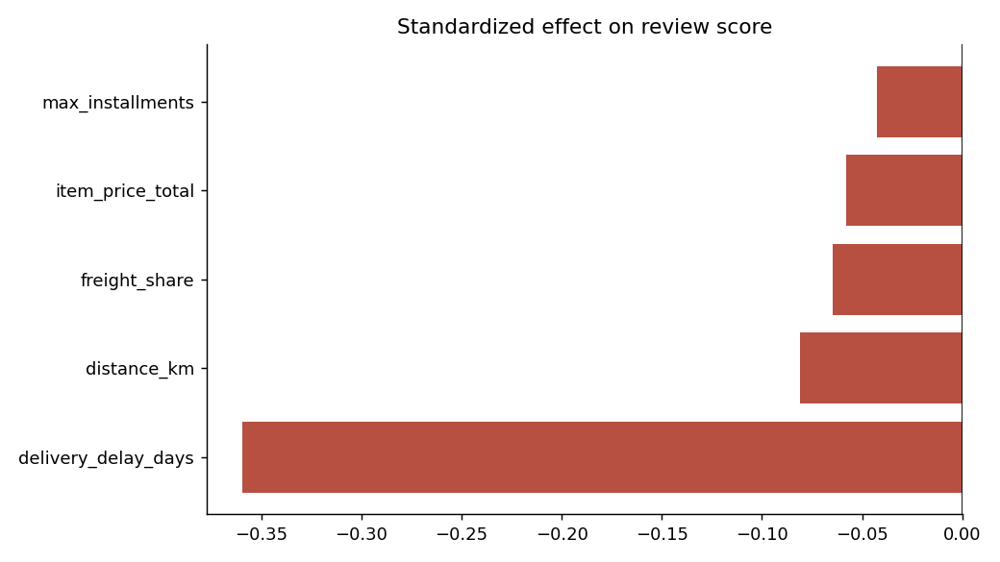 Standardized effect on review score
max_installments
item_price_total
freight_share
distance_km
delivery_delay_days
−0.35 −0.30 −0.25 −0.20 −0.15 −0.10 −0.05 0.00